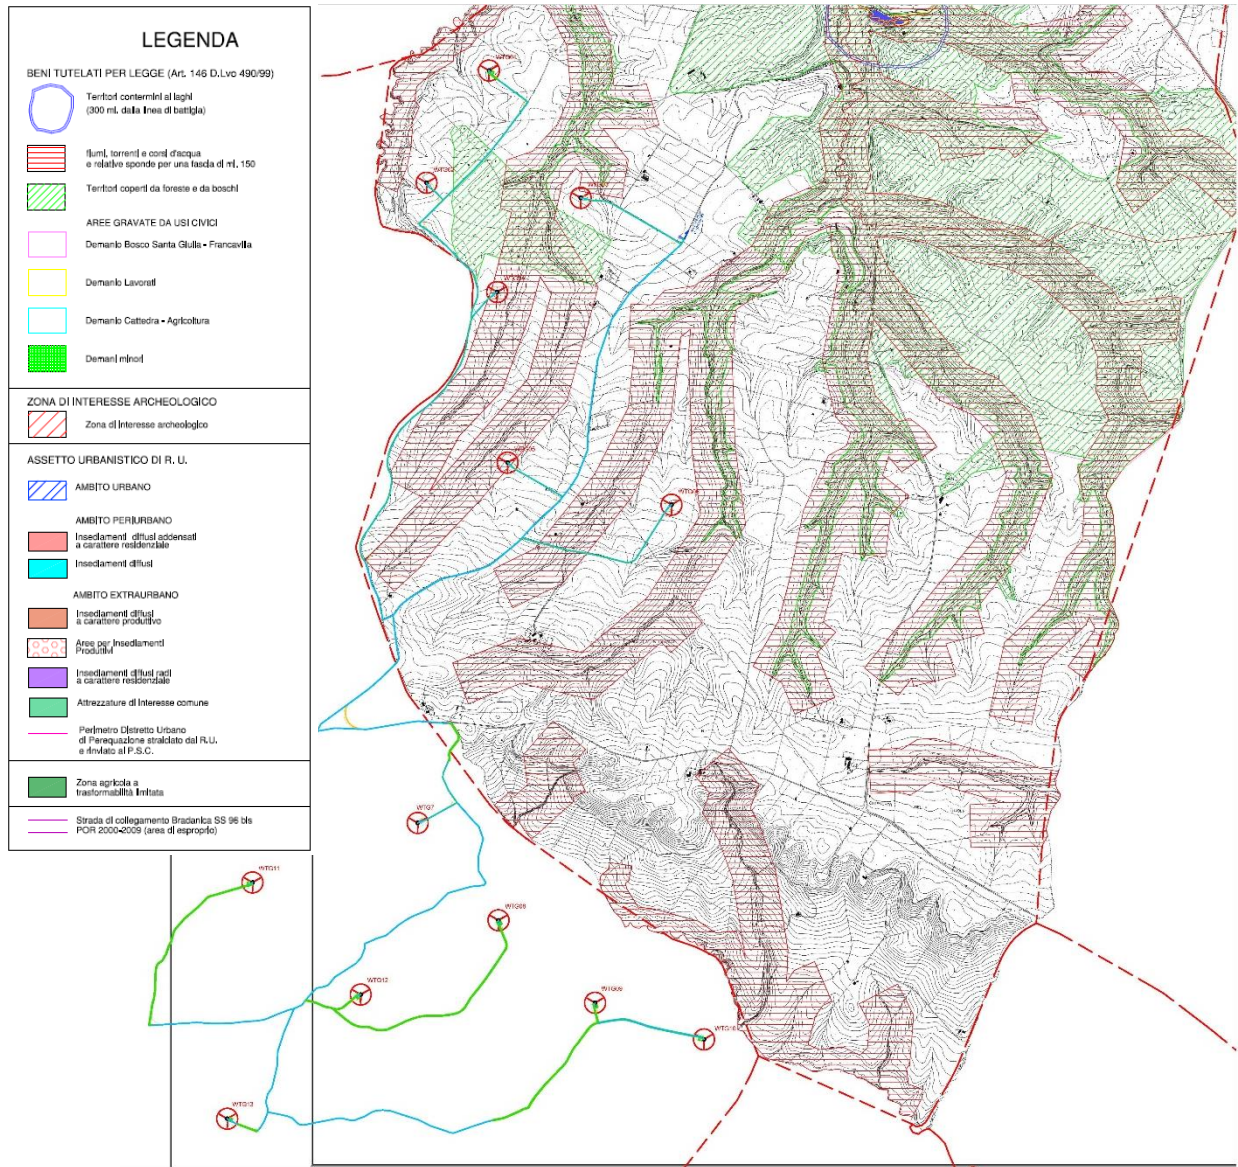 LEGENDA
BENI TUTELATI PER LEGGE (Art. 146 D.Lvo 490/99)
Territori contermini ai laghi
(300 ml. dalla linea di battigia)
fiumi, torrenti e corsi d'acqua
e relative sponde per una fascia di ml. 150
Territori coperti da foreste e da boschi
AREE GRAVATE DA USI CIVICI
Demanio Bosco Santa Giulia - Francavilla
Demanio Lavorati
Demanio Cattedra - Agricoltura
Demani minori
ZONA DI INTERESSE ARCHEOLOGICO
Zona di interesse archeologico
ASSETTO URBANISTICO DI R. U.
AMBITO URBANO
AMBITO PERIURBANO
Insediamenti diffusi addensati
a carattere residenziale
Insediamenti diffusi
AMBITO EXTRAURBANO
Insediamenti diffusi
a carattere produttivo
Aree per Insediamenti
Produttivi
Insediamenti diffusi radi
a carattere residenziale
Attrezzature di interesse comune
Perimetro Distretto Urbano
di Perequazione stralciato dal R.U.
e rinviato al P.S.C.
Zona agricola a
trasformabilità limitata
Strada di collegamento Bradanica SS 96 bis
POR 2000-2009 (area di esproprio)
WTG7
WTG11
WTG08
WTG12
WTG09
WTG10
WTG13